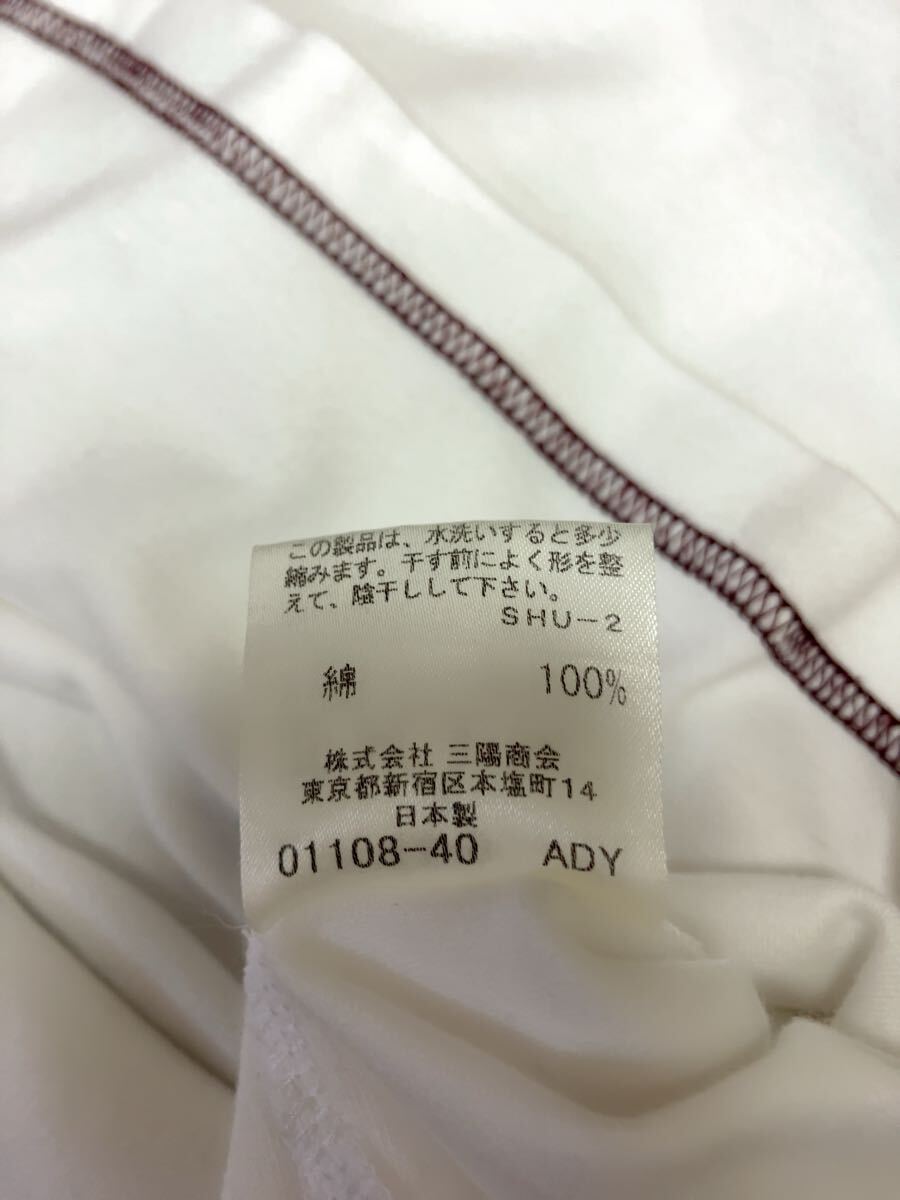 この製品は、水洗いすると多少
縮みます。干す前によく形を整
えて、陰干しして下さい。
SHU-2
綿 100%
株式会社 三陽商会
東京都新宿区本塩町14
日本製
01108-40 ADY